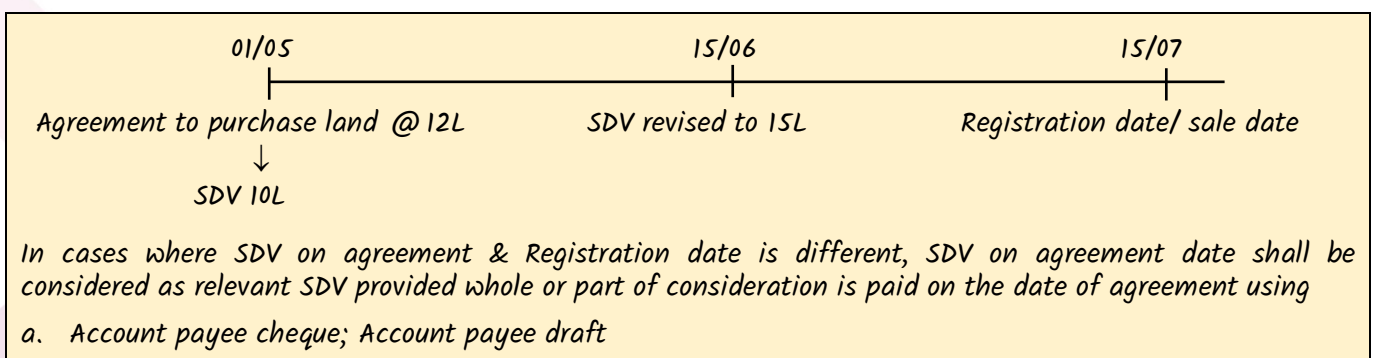 01/05 15/06 15/07
Agreement to purchase land @ 12L SDV revised to 15L Registration date/ sale date
↓
SDV 10L
In cases where SDV on agreement & Registration date is different, SDV on agreement date shall be
considered as relevant SDV provided whole or part of consideration is paid on the date of agreement using
a. Account payee cheque; Account payee draft